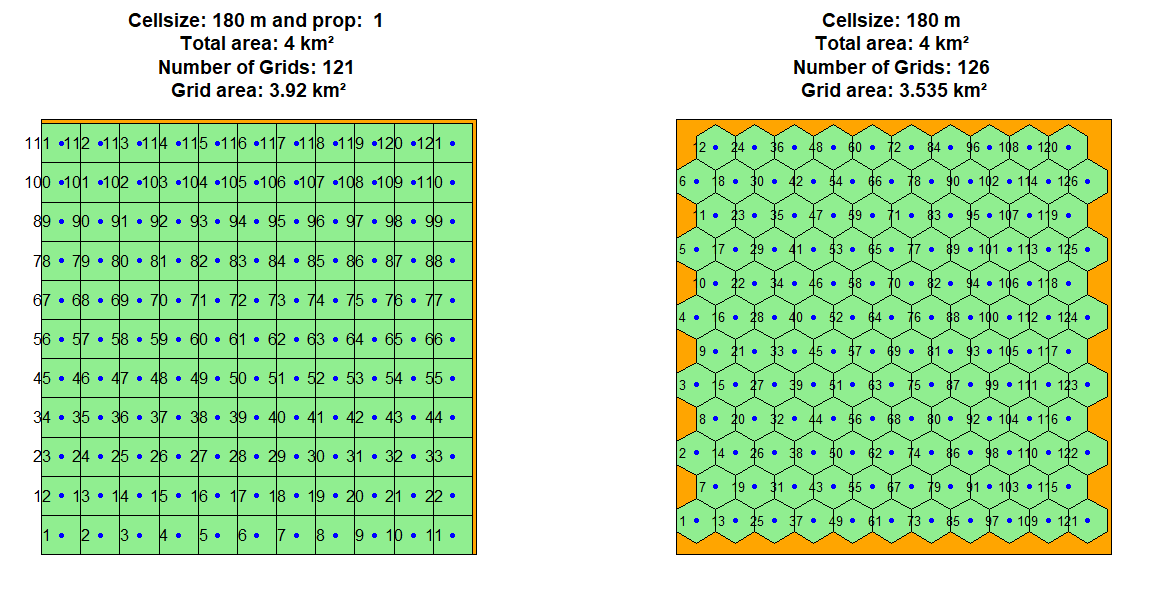 Cellsize: 180 m and prop:  1
Total area: 4 km²
Number of Grids: 121
Grid area: 3.92 km²
111 112 113 114 115 116 117 118 119 120 121
100 101 102 103 104 105 106 107 108 109 110
89 90 91 92 93 94 95 96 97 98 99
78 79 80 81 82 83 84 85 86 87 88
67 68 69 70 71 72 73 74 75 76 77
56 57 58 59 60 61 62 63 64 65 66
45 46 47 48 49 50 51 52 53 54 55
34 35 36 37 38 39 40 41 42 43 44
23 24 25 26 27 28 29 30 31 32 33
12 13 14 15 16 17 18 19 20 21 22
1 2 3 4 5 6 7 8 9 10 11
Cellsize: 180 m
Total area: 4 km²
Number of Grids: 126
Grid area: 3.535 km²
12 24 36 48 60 72 84 96 108 120
6 18 30 42 54 66 78 90 102 114 126
11 23 35 47 59 71 83 95 107 119
5 17 29 41 53 65 77 89 101 113 125
10 22 34 46 58 70 82 94 106 118
4 16 28 40 52 64 76 88 100 112 124
9 21 33 45 57 69 81 93 105 117
3 15 27 39 51 63 75 87 99 111 123
8 20 32 44 56 68 80 92 104 116
2 14 26 38 50 62 74 86 98 110 122
7 19 31 43 55 67 79 91 103 115
1 13 25 37 49 61 73 85 97 109 121